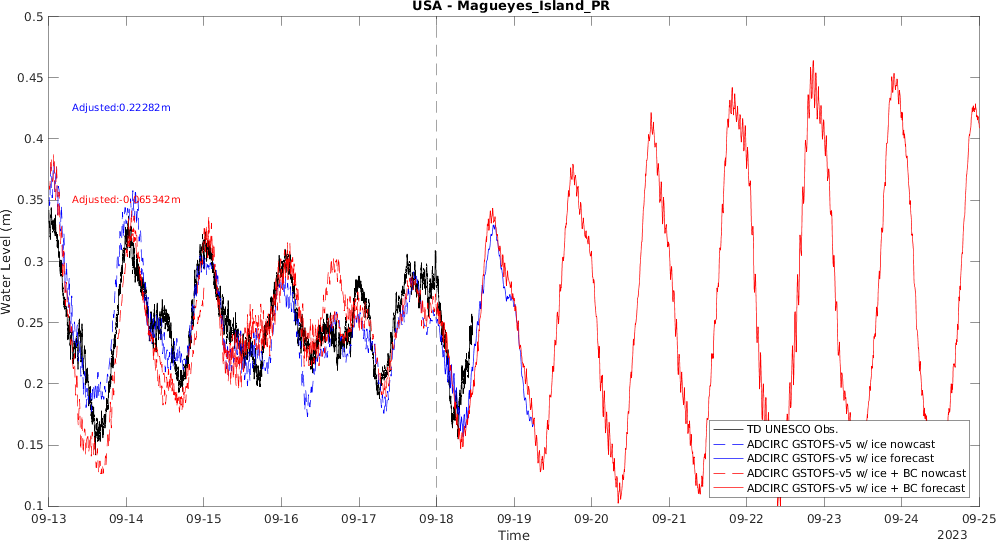 USA - Magueyes_Island_PR
0.5
0.45
0.4
0.35
0.3
0.25
0.2
0.15
0.1
Water Level (m)
Adjusted:0.22282m
Adjusted:-0.065342m
TD UNESCO Obs.
ADCIRC GSTOFS-v5 w/ ice nowcast
ADCIRC GSTOFS-v5 w/ ice forecast
ADCIRC GSTOFS-v5 w/ ice + BC nowcast
ADCIRC GSTOFS-v5 w/ ice + BC forecast
09-13 09-14 09-15 09-16 09-17 09-18 09-19 09-20 09-21 09-22 09-23 09-24 09-25
Time
2023